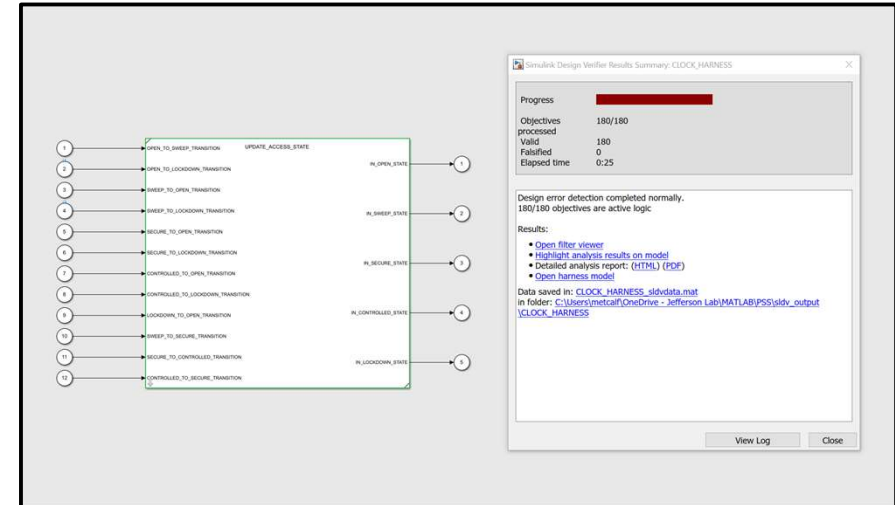 1 OPEN_TO_SWEEP_TRANSITION UPDATE_ACCESS_STATE
IN_OPEN_STATE 1
2 OPEN_TO_LOCKDOWN_TRANSITION
3 SWEEP_TO_OPEN_TRANSITION
4 SWEEP_TO_LOCKDOWN_TRANSITION
IN_SWEEP_STATE 2
5 SECURE_TO_OPEN_TRANSITION
6 SECURE_TO_LOCKDOWN_TRANSITION
IN_SECURE_STATE 3
7 CONTROLLED_TO_OPEN_TRANSITION
8 CONTROLLED_TO_LOCKDOWN_TRANSITION
9 LOCKDOWN_TO_OPEN_TRANSITION
IN_CONTROLLED_STATE 4
10 SWEEP_TO_SECURE_TRANSITION
11 SECURE_TO_CONTROLLED_TRANSITION
IN_LOCKDOWN_STATE 5
12 CONTROLLED_TO_SECURE_TRANSITION
Simulink Design Verifier Results Summary: CLOCK_HARNESS
Progress
Objectives processed 180/180
Valid 180
Falsified 0
Elapsed time 0:25
Design error detection completed normally.
180/180 objectives are active logic
Results:
• Open filter viewer
• Highlight analysis results on model
• Detailed analysis report: (HTML) (PDF)
• Open harness model
Data saved in: CLOCK_HARNESS_sldvdata.mat
in folder: C:\Users\metcalf\OneDrive - Jefferson Lab\MATLAB\PSS\sldv_output
\CLOCK_HARNESS
View Log Close